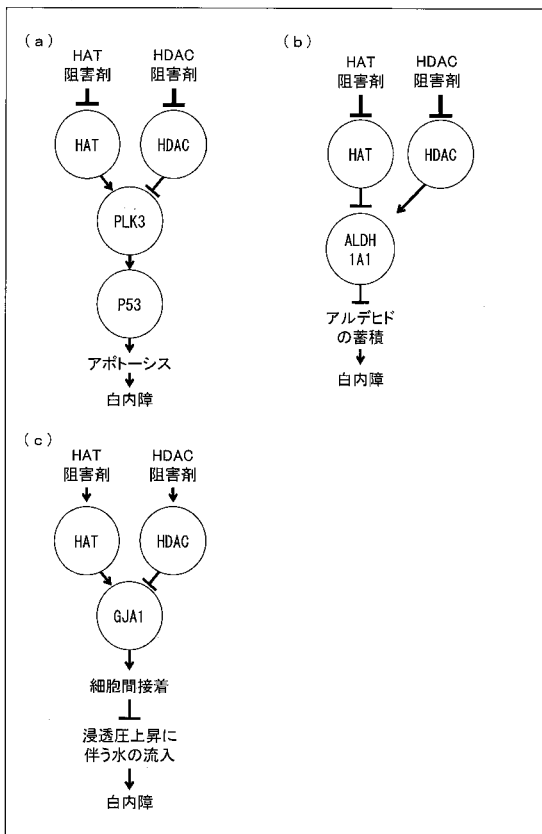 (a)
HAT
阻害剤
HDAC
阻害剤
HAT
HDAC
PLK3
P53
アポトーシス
白内障
(b)
HAT
阻害剤
HDAC
阻害剤
HAT
HDAC
ALDH
1A1
アルデヒド
の蓄積
白内障
(c)
HAT
阻害剤
HDAC
阻害剤
HAT
HDAC
GJA1
細胞間接着
浸透圧上昇に
伴う水の流入
白内障